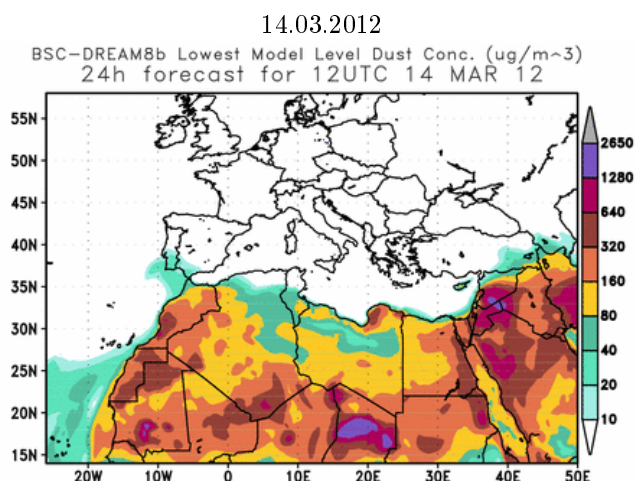 14.03.2012
BSC-DREAM8b Lowest Model Level Dust Conc. (ug/m^3)
24h forecast for 12UTC 14 MAR 12
55N
50N
45N
40N
35N
30N
25N
20N
15N
20W
10W
0
10E
20E
30E
40E
50E
2650
1280
640
320
160
80
40
20
10